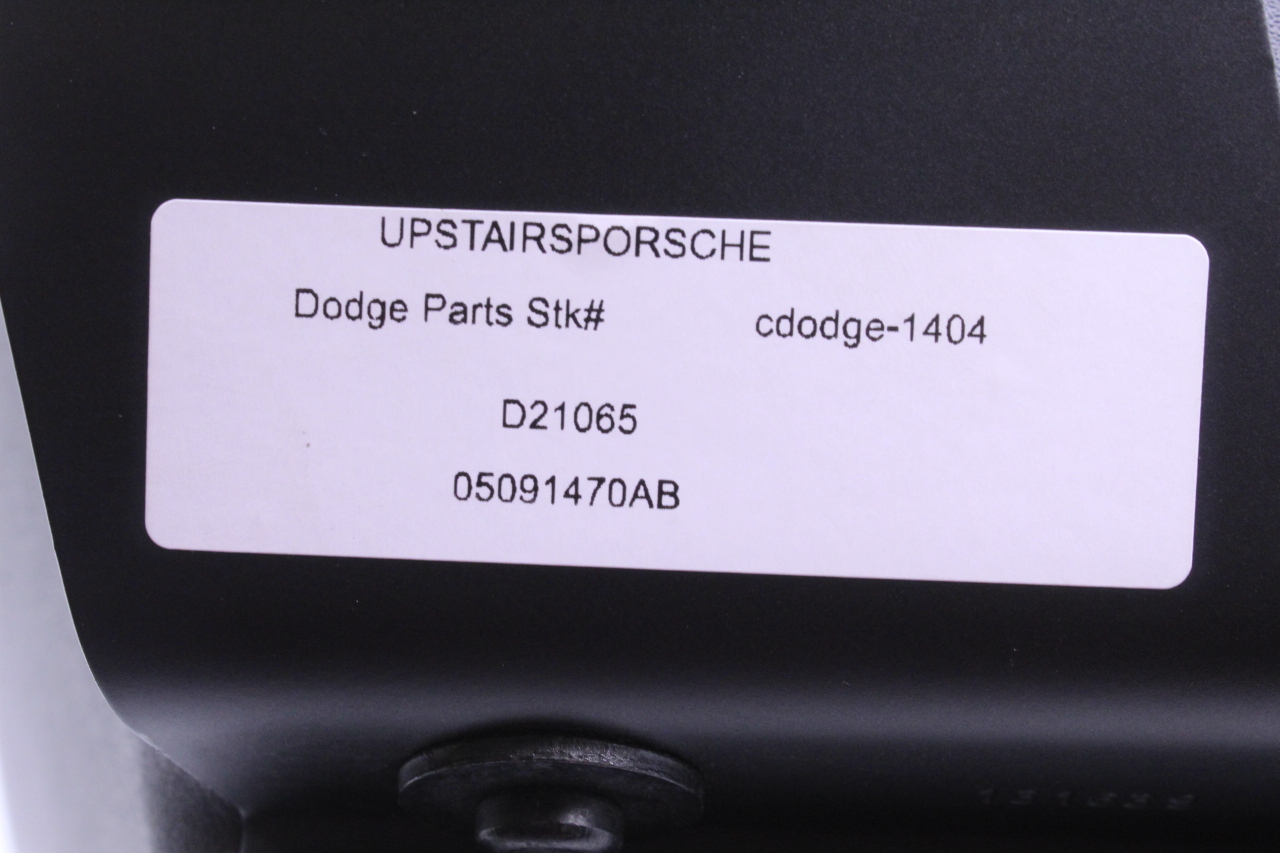 UPSTAIRSPORSCHE
Dodge Parts Stk# cdodge-1404
D21065
05091470AB